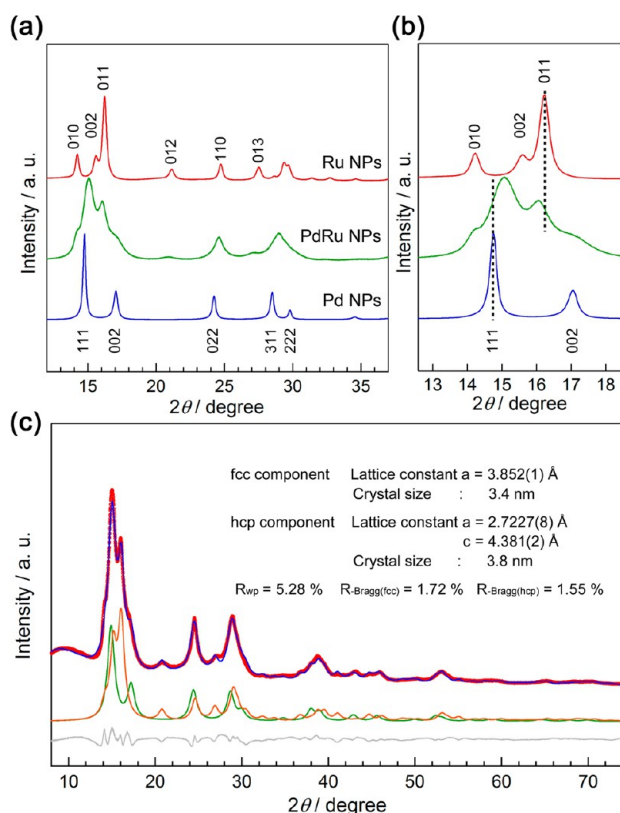 (a)
Intensity / a. u.
010
002
011
012
110
013
Ru NPs
PdRu NPs
Pd NPs
111
002
022
311
222
15 20 25 30 35
2θ / degree
(b)
Intensity / a. u.
010
002
011
111
002
13 14 15 16 17 18
2θ / degree
(c)
Intensity / a. u.
fcc component Lattice constant a = 3.852(1) Å
Crystal size : 3.4 nm
hcp component Lattice constant a = 2.7227(8) Å
c = 4.381(2) Å
Crystal size : 3.8 nm
Rwp = 5.28 % R-Bragg(fcc) = 1.72 % R-Bragg(hcp) = 1.55 %
10 20 30 40 50 60 70
2θ / degree